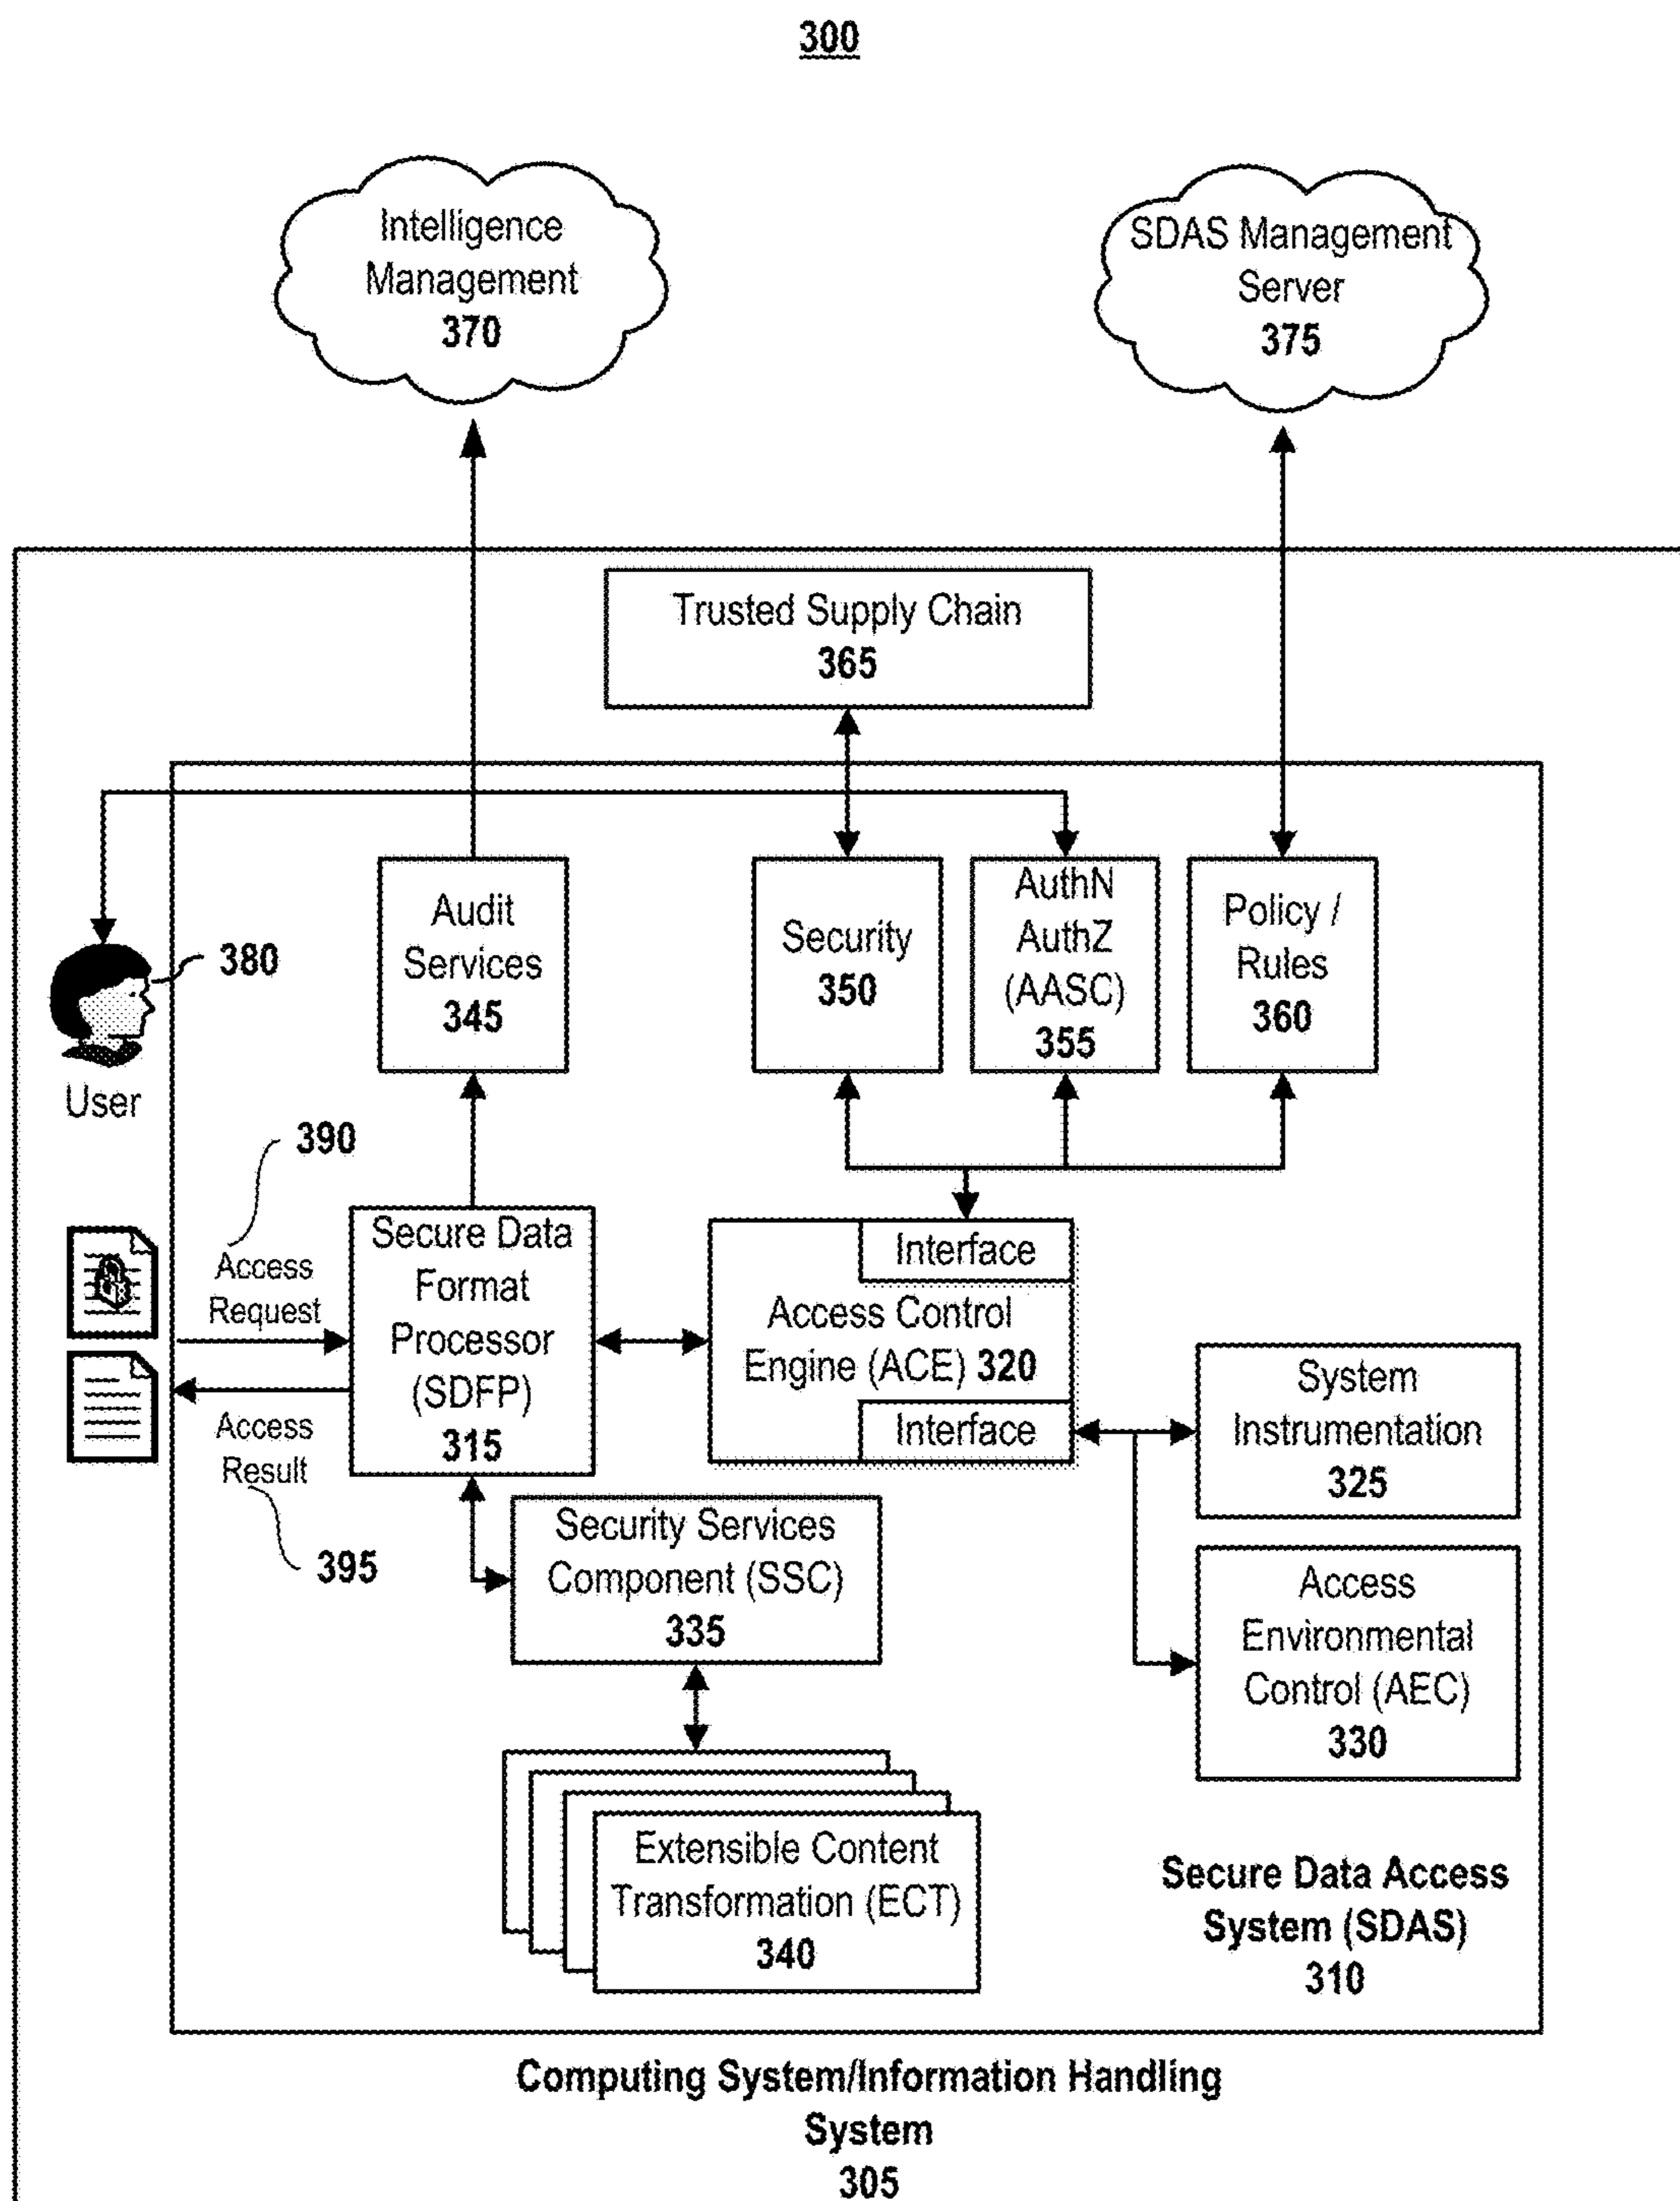 300
Intelligence
Management
370
SDAS Management
Server
375
Trusted Supply Chain
365
Audit
Services
345
Security
350
AuthN
AuthZ
(AASC)
355
Policy /
Rules
360
380
User
390
Access
Request
Access
Result
395
Secure Data
Format
Processor
(SDFP)
315
Interface
Access Control
Engine (ACE) 320
Interface
System
Instrumentation
325
Access
Environmental
Control (AEC)
330
Security Services
Component (SSC)
335
Extensible Content
Transformation (ECT)
340
Secure Data Access
System (SDAS)
310
Computing System/Information Handling
System
305